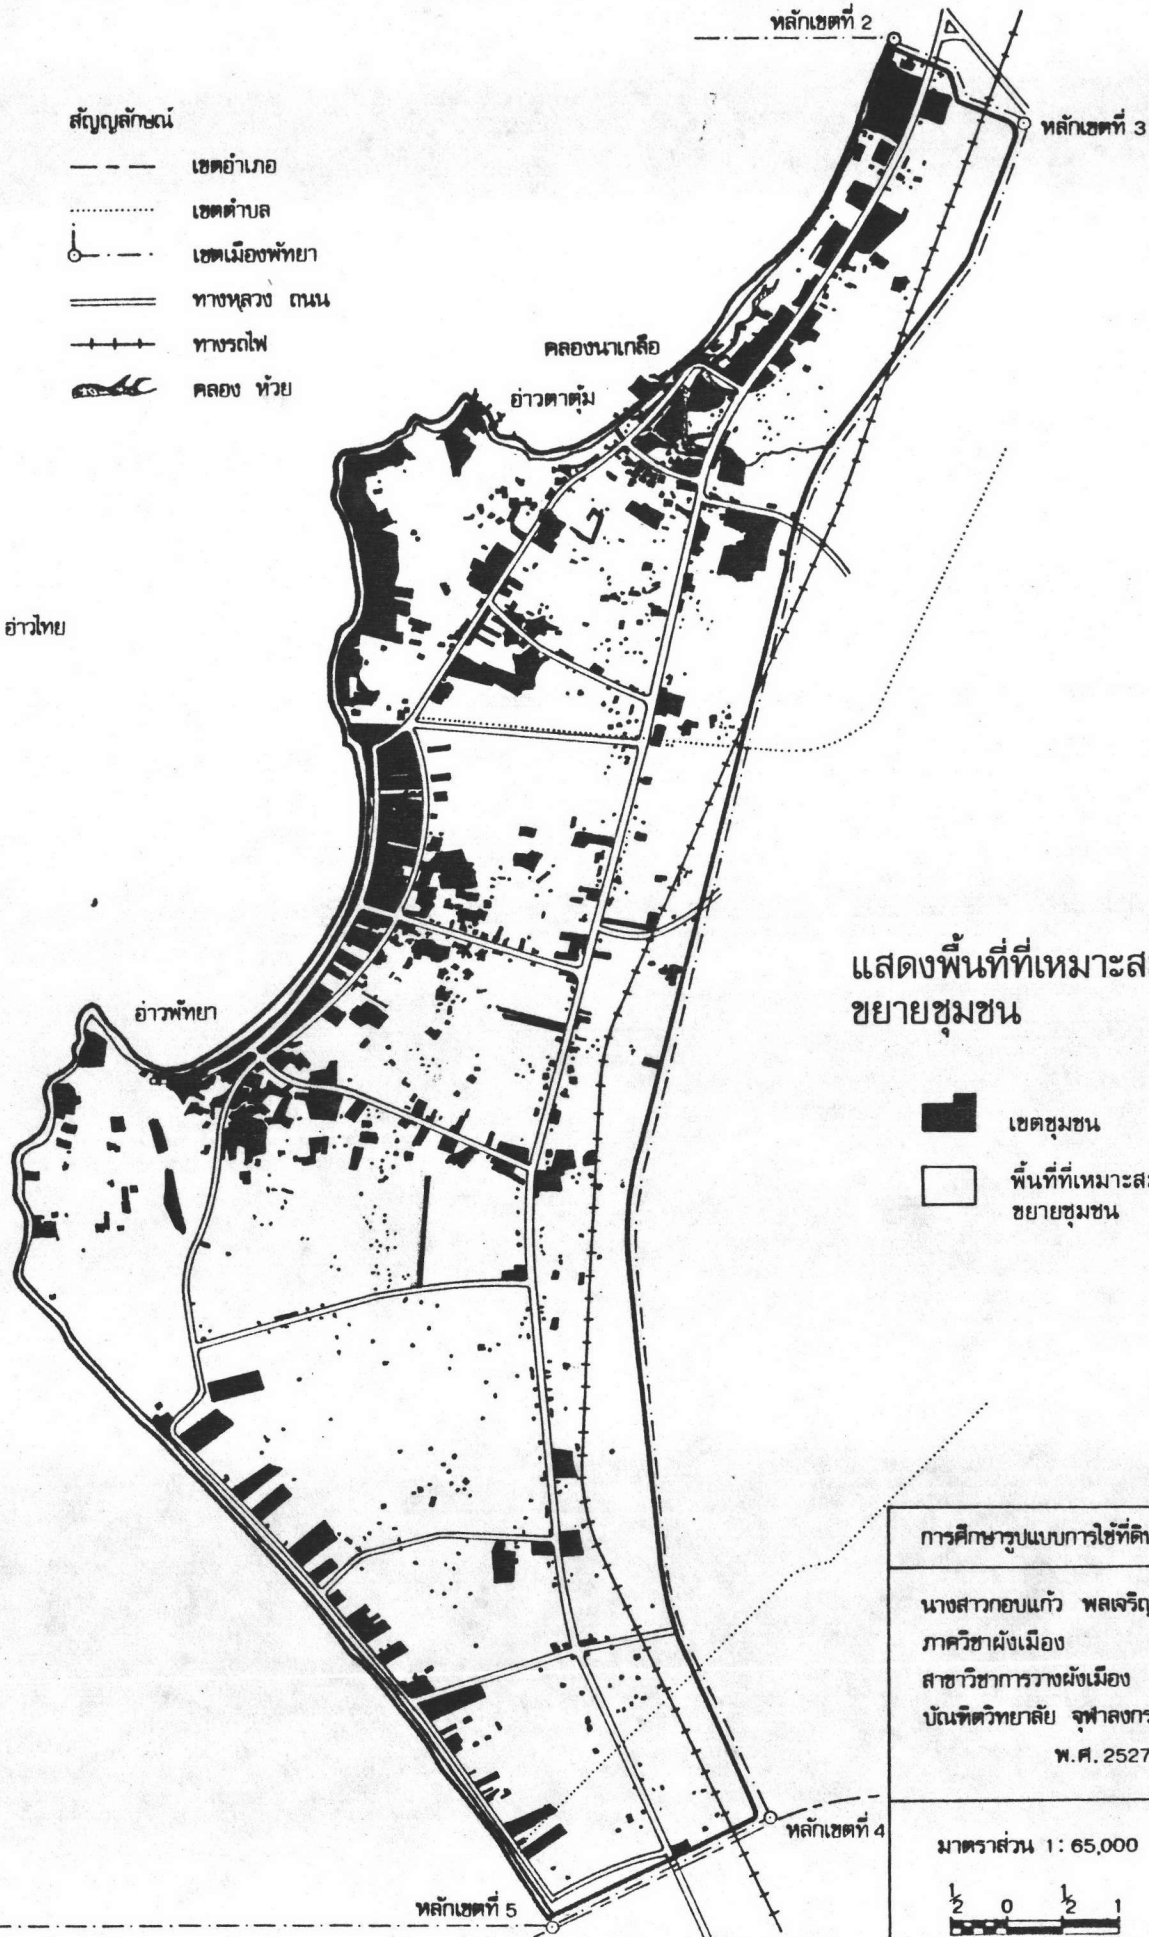 หลักเขตที่ 2
หลักเขตที่ 3
สัญญลักษณ์
เขตอำเภอ
เขตตำบล
เขตเมืองพัทยา
ทางหลวง ถนน
ทางรถไฟ
คลอง ห้วย
คลองนาเกลือ
อ่าวตาตุ้ม
อ่าวไทย
อ่าวพัทยา
แสดงพื้นที่ที่เหมาะส
ขยายชุมชน
เขตชุมชน
พื้นที่ที่เหมาะส
ขยายชุมชน
การศึกษารูปแบบการใช้ที่ดิน
นางสาวกอบแก้ว พลเจริญ
ภาควิชาผังเมือง
สาขาวิชาการวางผังเมือง
บัณฑิตวิทยาลัย จุฬาลงกร
พ.ศ. 2527
มาตราส่วน 1 : 65,000
½ 0 ½ 1
หลักเขตที่ 4
หลักเขตที่ 5